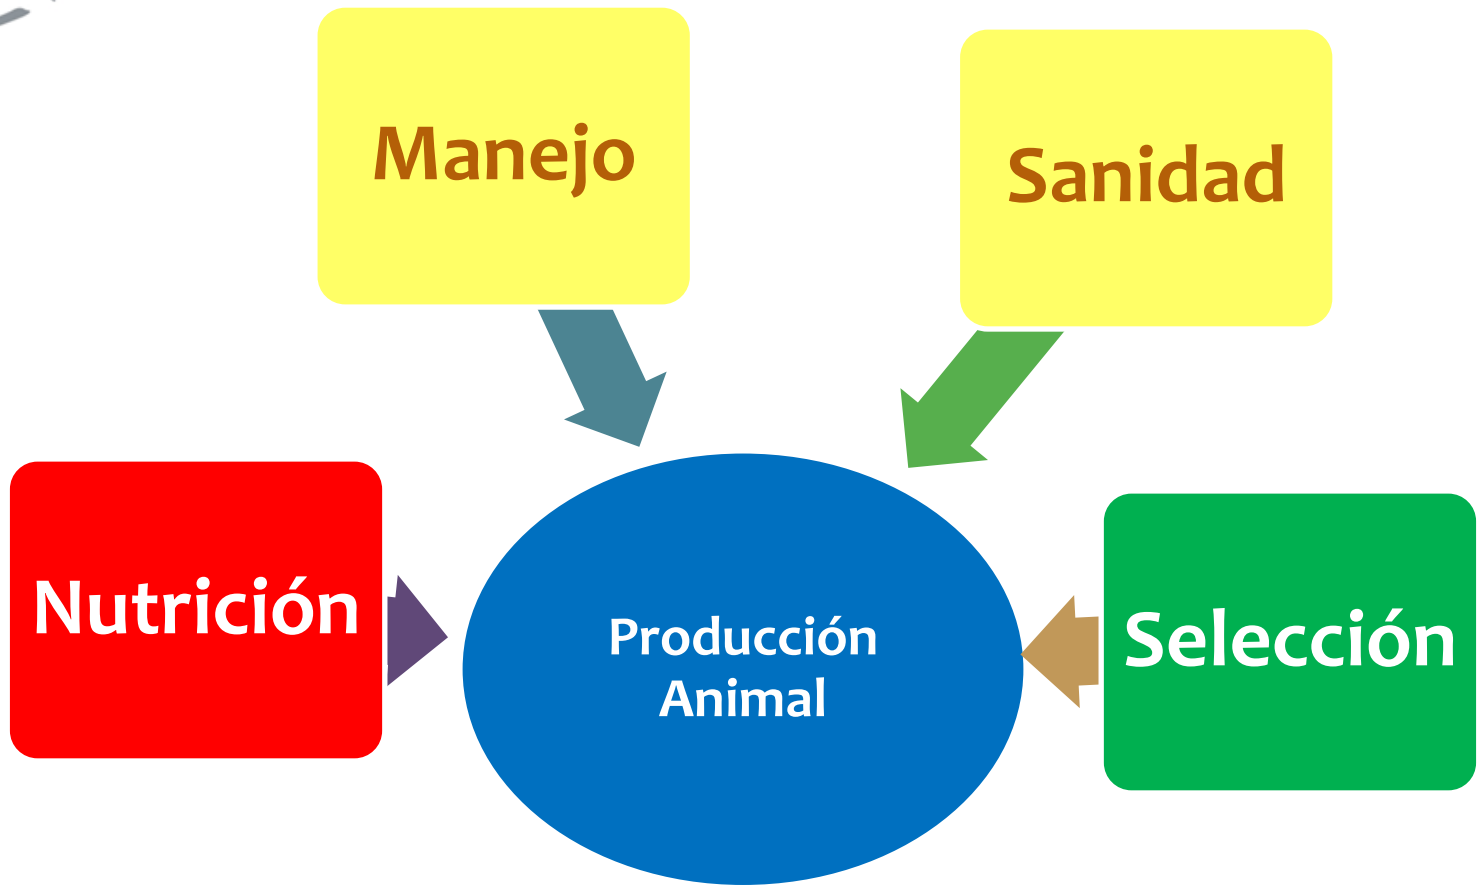 Manejo
Sanidad
Nutrición
Producción
Animal
Selección